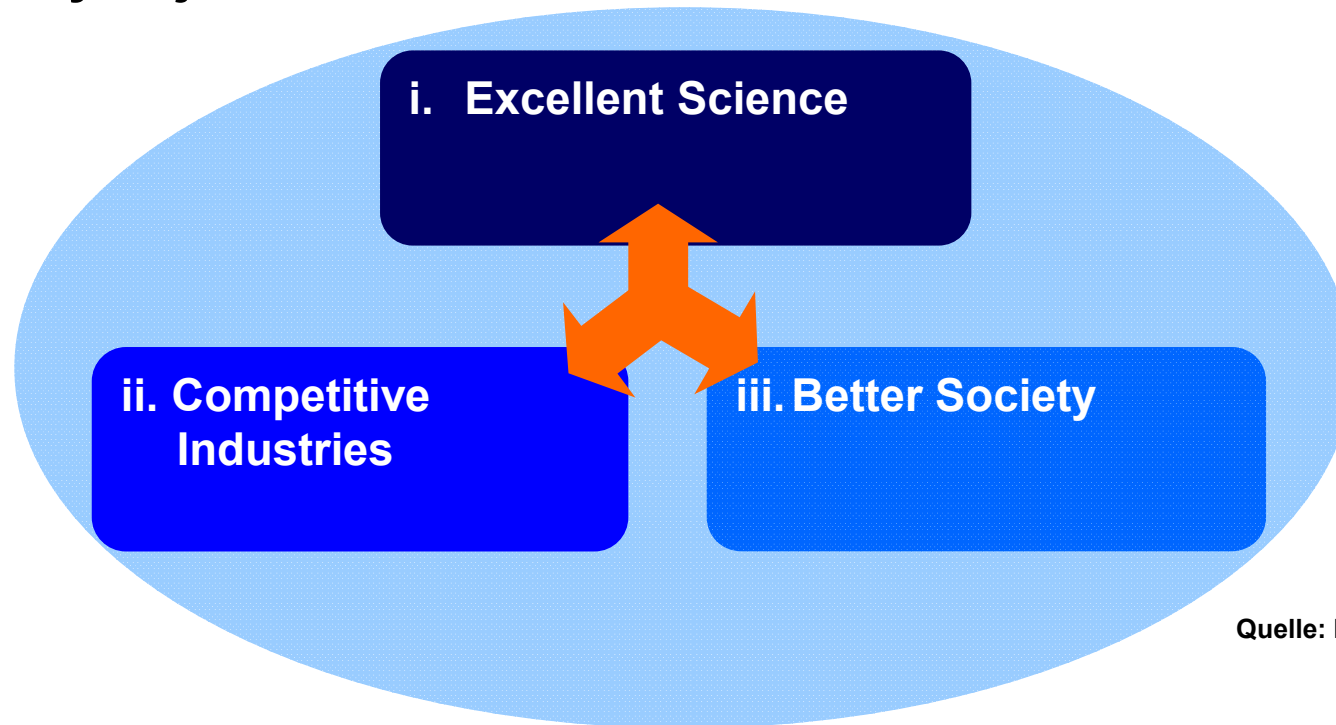 i. Excellent Science
ii. Competitive
Industries
iii. Better Society
Quelle: